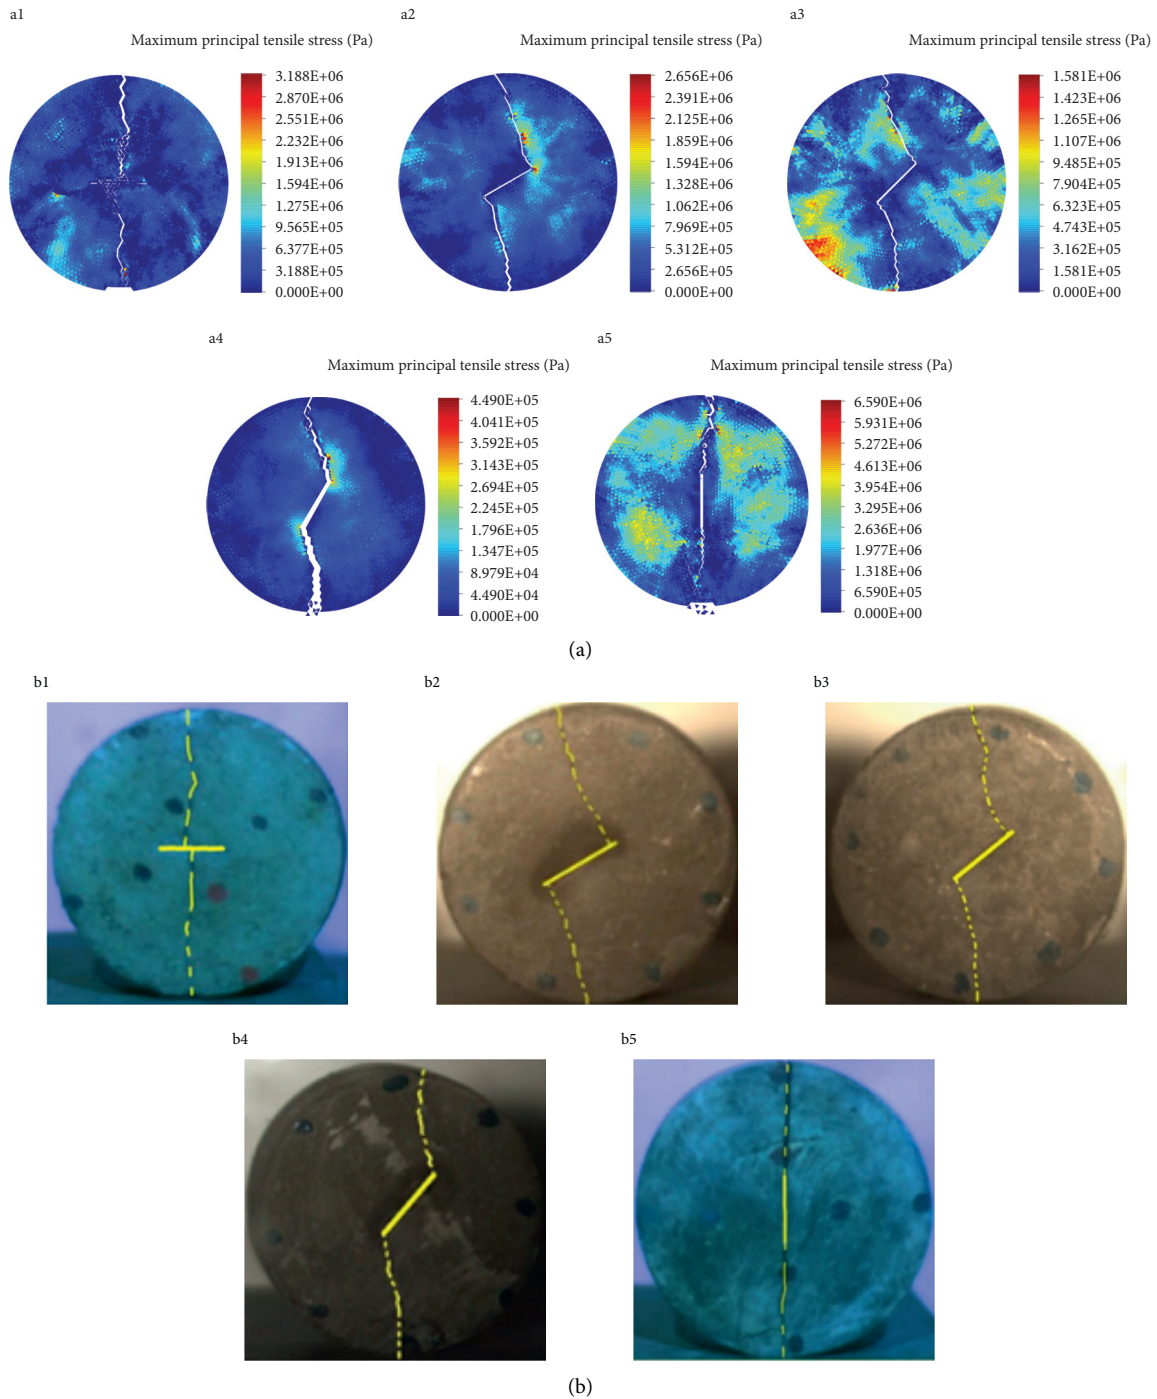 a1
Maximum principal tensile stress (Pa)
3.188E+06
2.870E+06
2.551E+06
2.232E+06
1.913E+06
1.594E+06
1.275E+06
9.565E+05
6.377E+05
3.188E+05
0.000E+00
a2
Maximum principal tensile stress (Pa)
2.656E+06
2.391E+06
2.125E+06
1.859E+06
1.594E+06
1.328E+06
1.062E+06
7.969E+05
5.312E+05
2.656E+05
0.000E+00
a3
Maximum principal tensile stress (Pa)
1.581E+06
1.423E+06
1.265E+06
1.107E+06
9.485E+05
7.904E+05
6.323E+05
4.743E+05
3.162E+05
1.581E+05
0.000E+00
a4
Maximum principal tensile stress (Pa)
4.490E+05
4.041E+05
3.592E+05
3.143E+05
2.694E+05
2.245E+05
1.796E+05
1.347E+05
8.979E+04
4.490E+04
0.000E+00
a5
Maximum principal tensile stress (Pa)
6.590E+06
5.931E+06
5.272E+06
4.613E+06
3.954E+06
3.295E+06
2.636E+06
1.977E+06
1.318E+06
6.590E+05
0.000E+00
(a)
b1
b2
b3
b4
b5
(b)